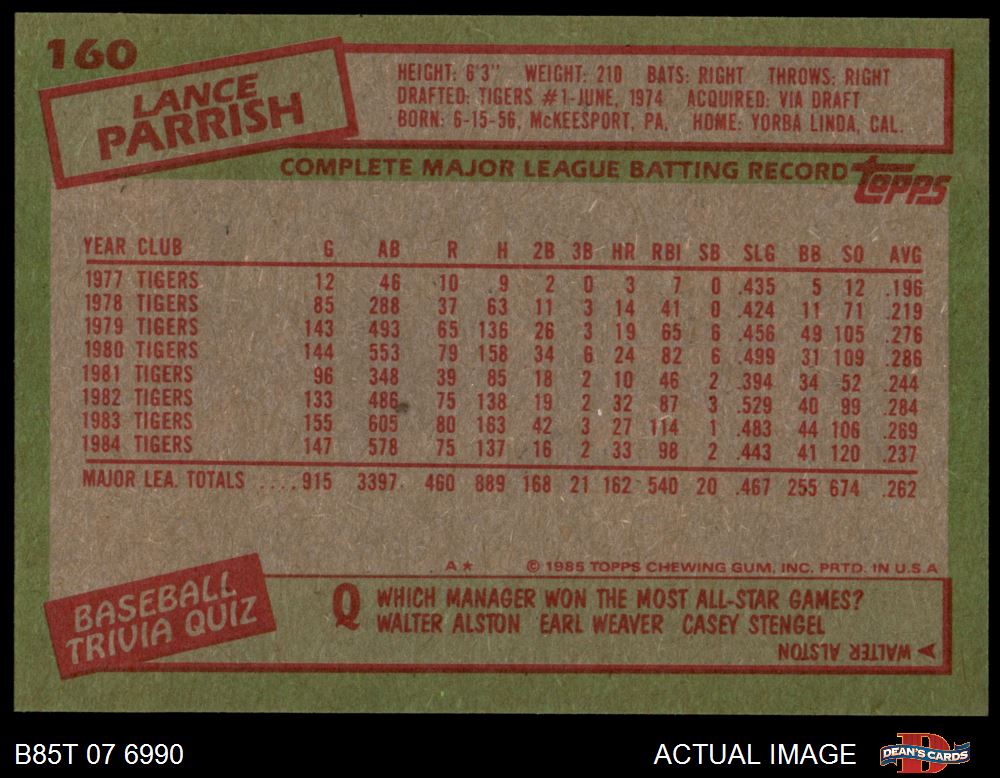 160
LANCE
PARRISH
HEIGHT: 6'3" WEIGHT: 210 BATS: RIGHT THROWS: RIGHT
DRAFTED: TIGERS #1-JUNE, 1974 ACQUIRED: VIA DRAFT
BORN: 6-15-56, McKEESPORT, PA. HOME: YORBA LINDA, CAL.
COMPLETE MAJOR LEAGUE BATTING RECORD topps
YEAR CLUB G AB R H 2B 3B HR RBI SB SLG BB SO AVG
1977 TIGERS 12 46 10 9 2 0 3 7 0 .435 5 12 .196
1978 TIGERS 85 288 37 63 11 3 14 41 0 .424 11 71 .219
1979 TIGERS 143 493 65 136 26 3 19 65 6 .456 49 105 .276
1980 TIGERS 144 553 79 158 34 6 24 82 6 .499 31 109 .286
1981 TIGERS 96 348 39 85 18 2 10 46 2 .394 34 52 .244
1982 TIGERS 133 486 75 138 19 2 32 87 3 .529 40 99 .284
1983 TIGERS 155 605 80 163 42 3 27 114 1 .483 44 106 .269
1984 TIGERS 147 578 75 137 16 2 33 98 2 .443 41 120 .237
MAJOR LEA. TOTALS ....915 3397 460 889 168 21 162 540 20 .467 255 674 .262
A★ © 1985 TOPPS CHEWING GUM, INC. PRTD. IN U.S.A
BASEBALL
TRIVIA QUIZ
Q WHICH MANAGER WON THE MOST ALL-STAR GAMES?
WALTER ALSTON EARL WEAVER CASEY STENGEL
WALTER ALSTON
B85T 07 6990
ACTUAL IMAGE
D
DEAN'S CARDS